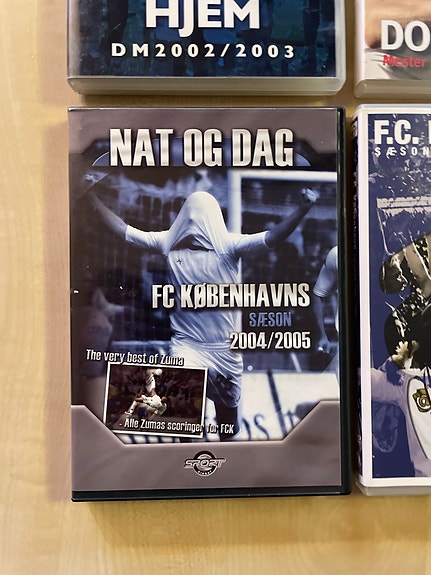 HJEM
DM2002/2003
DO
Mester
NAT OG DAG
FC KØBENHAVNS
SÆSON
2004/2005
The very best of Zuma
- Alle Zumas scoringer for FCK
SPORT
F.C.
SÆSON